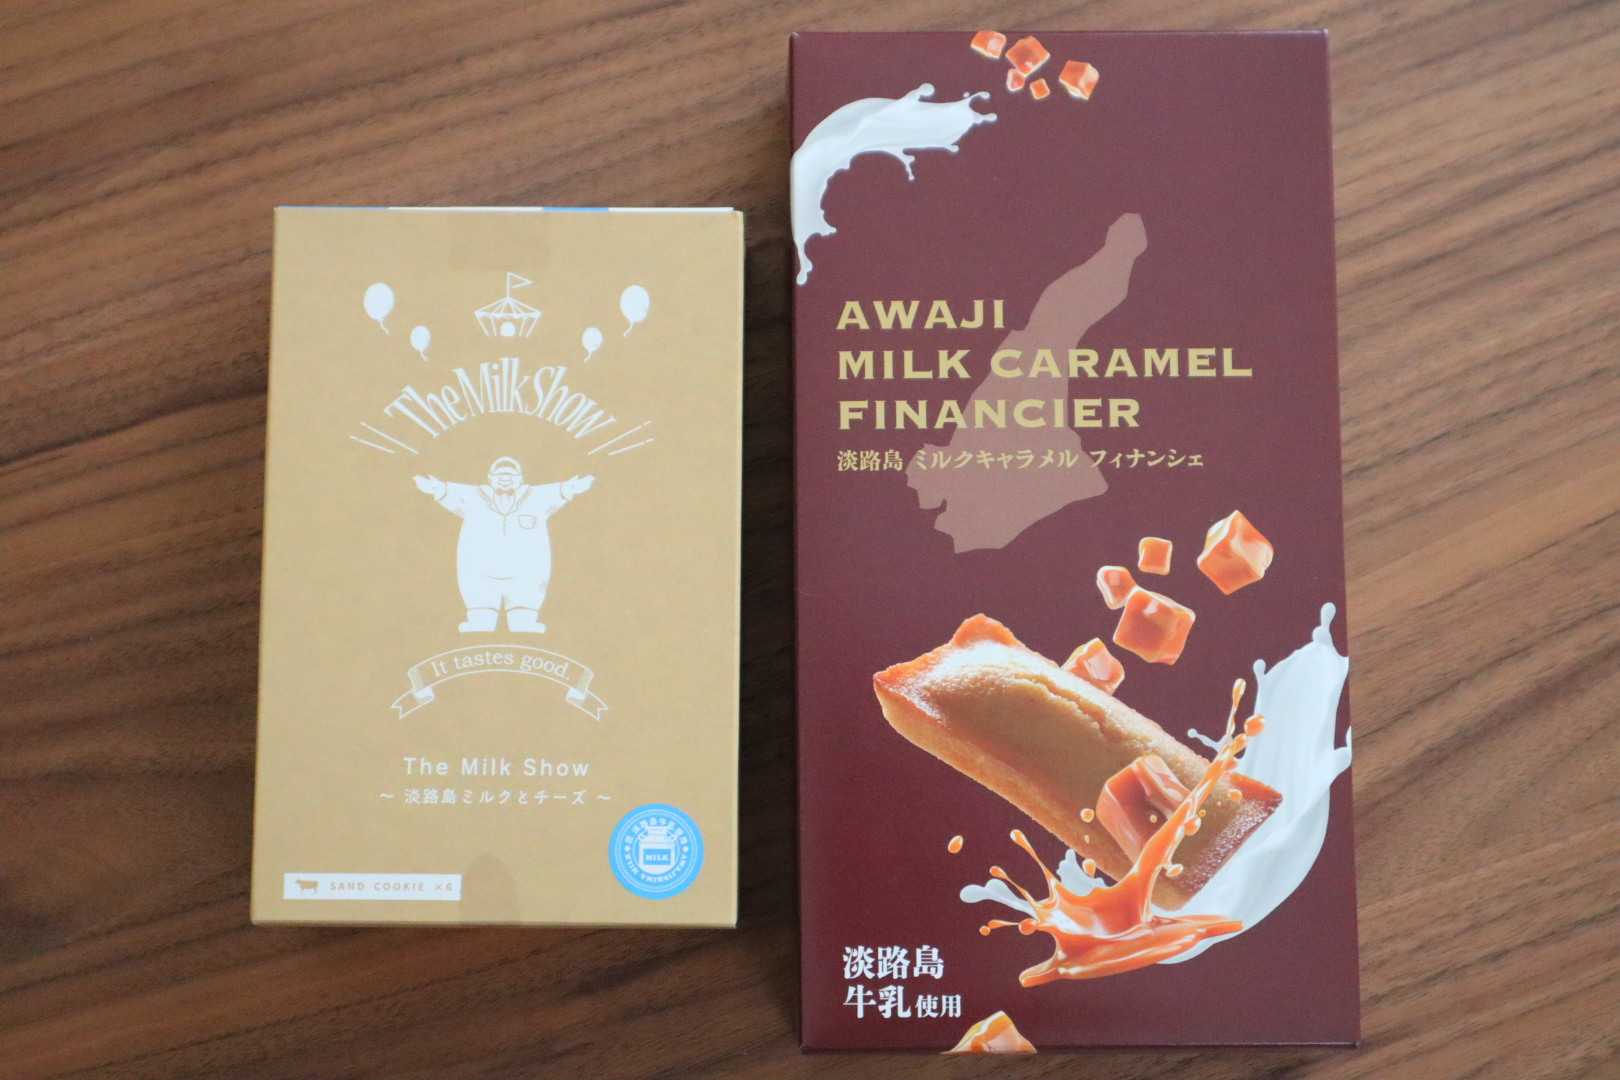 The Milk Show
It tastes good.
The Milk Show
～ 淡路島ミルクとチーズ ～
MILK
AWAJISHIMA MILK
SAND COOKIE ×6
AWAJI
MILK CARAMEL
FINANCIER
淡路島 ミルクキャラメル フィナンシェ
淡路島
牛乳使用